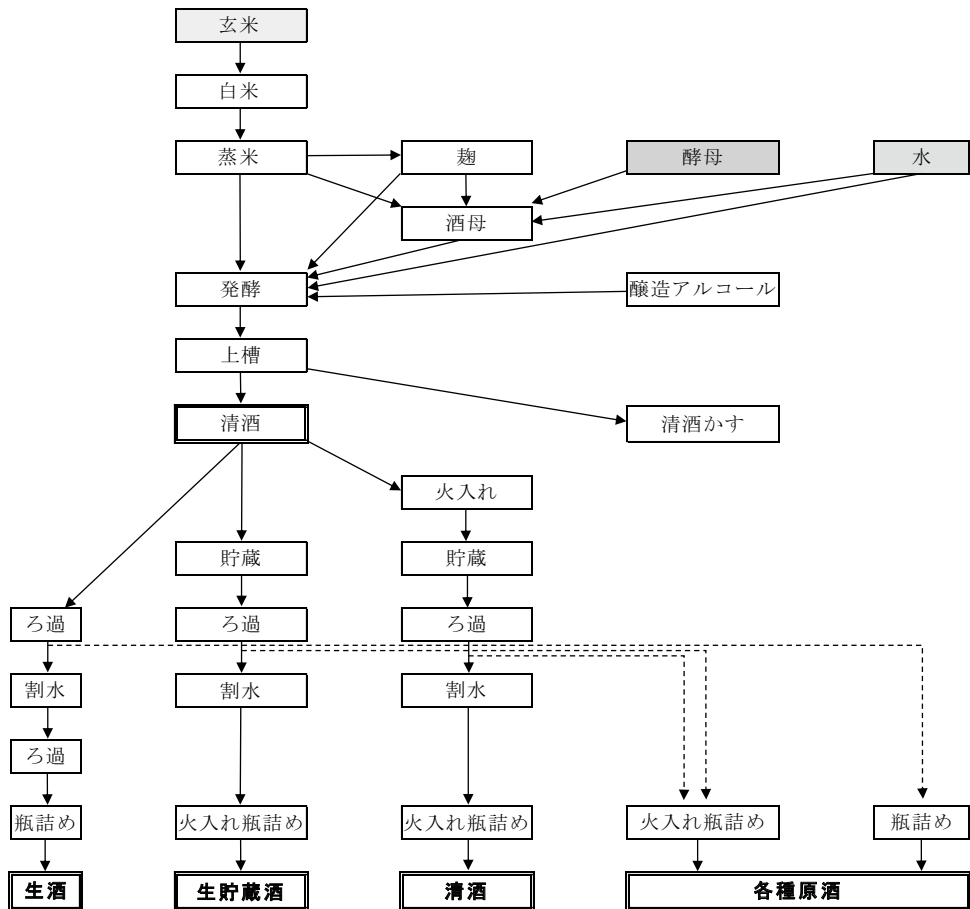 玄米
白米
蒸米
麹
酵母
水
酒母
発酵
醸造アルコール
上槽
清酒
清酒かす
火入れ
貯蔵
貯蔵
ろ過
ろ過
ろ過
割水
割水
割水
ろ過
瓶詰め
火入れ瓶詰め
火入れ瓶詰め
火入れ瓶詰め
瓶詰め
生酒
生貯蔵酒
清酒
各種原酒